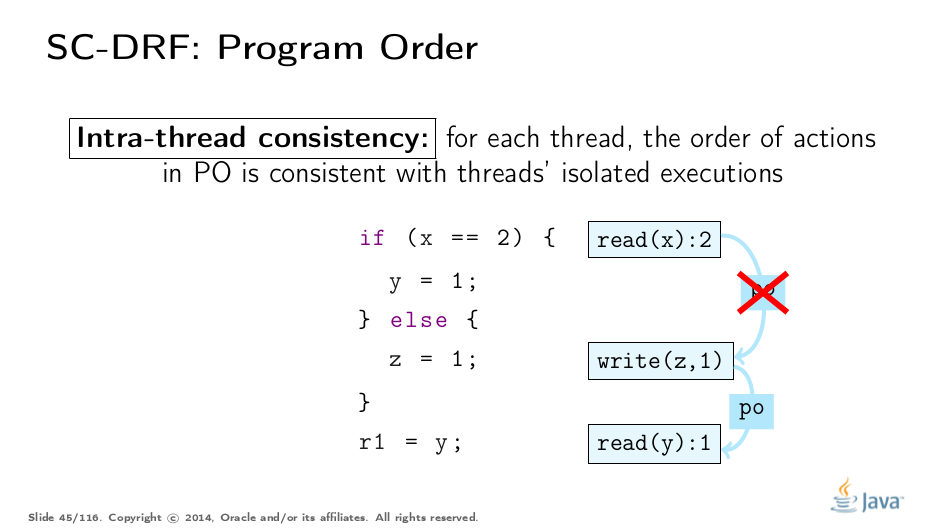 SC-DRF: Program Order
Intra-thread consistency: for each thread, the order of actions
in PO is consistent with threads' isolated executions
if (x == 2) {
read(x):2
y = 1;
po
} else {
z = 1;
write(z,1)
}
po
r1 = y;
read(y):1
Java
Slide 45/116. Copyright © 2014, Oracle and/or its affiliates. All rights reserved.